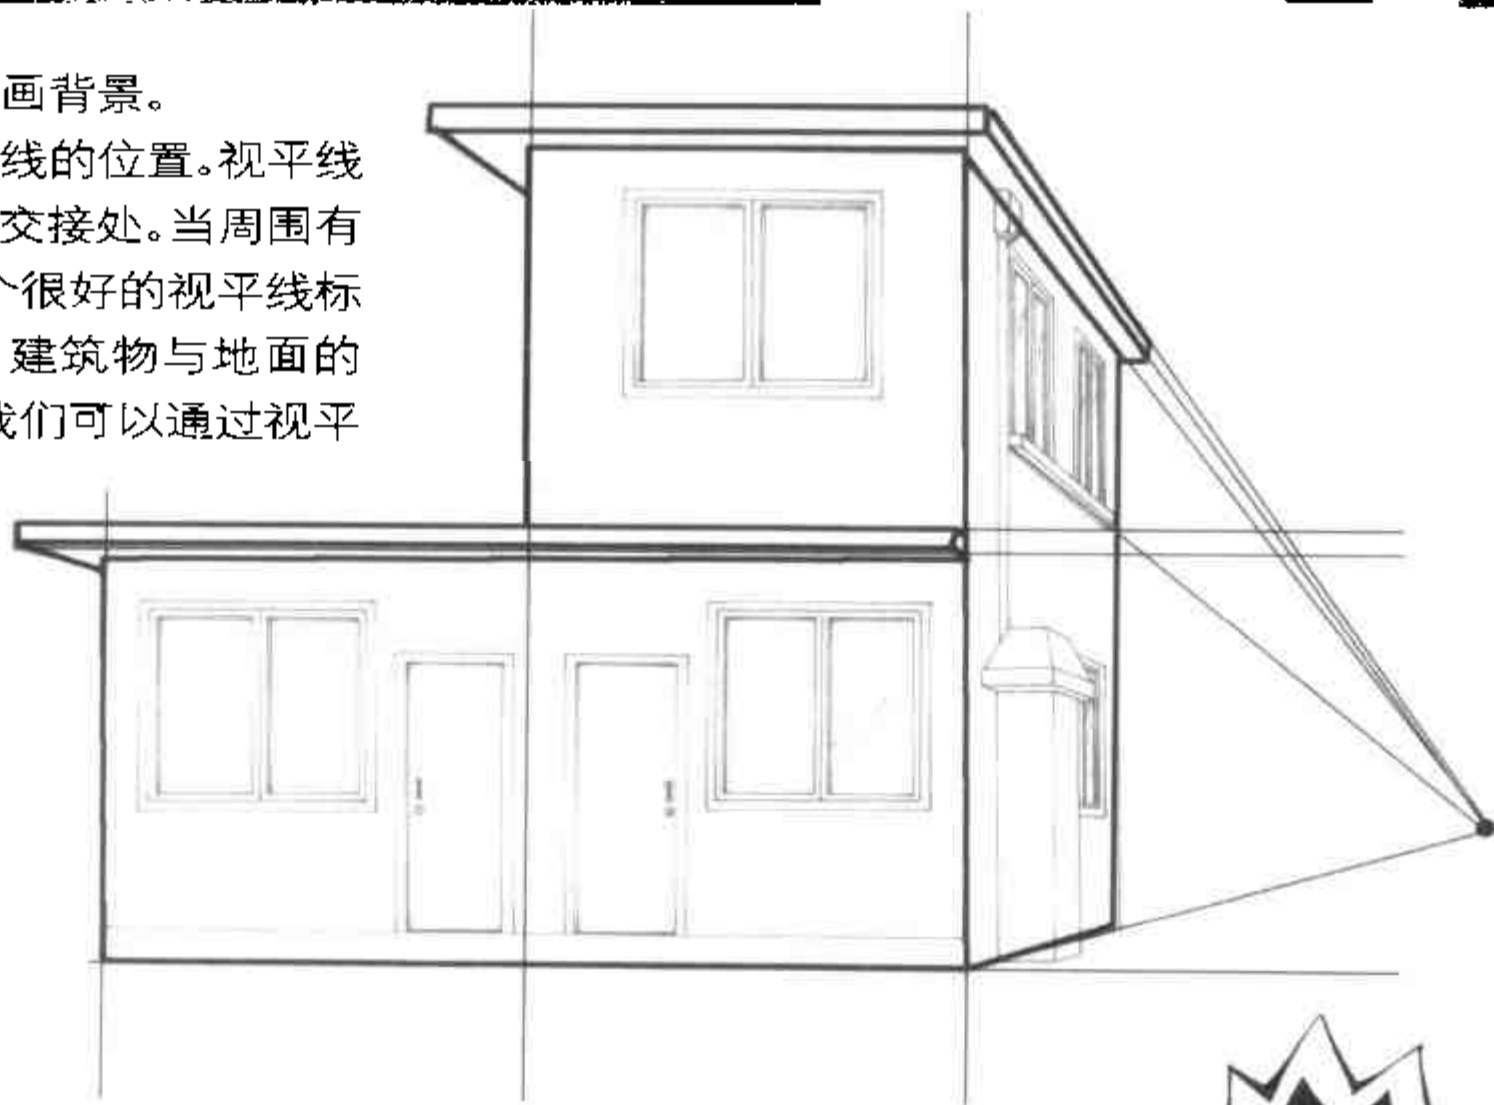 画背景。
线的位置。视平线
交接处。当周围有
个很好的视平线标
建筑物与地面的
我们可以通过视平